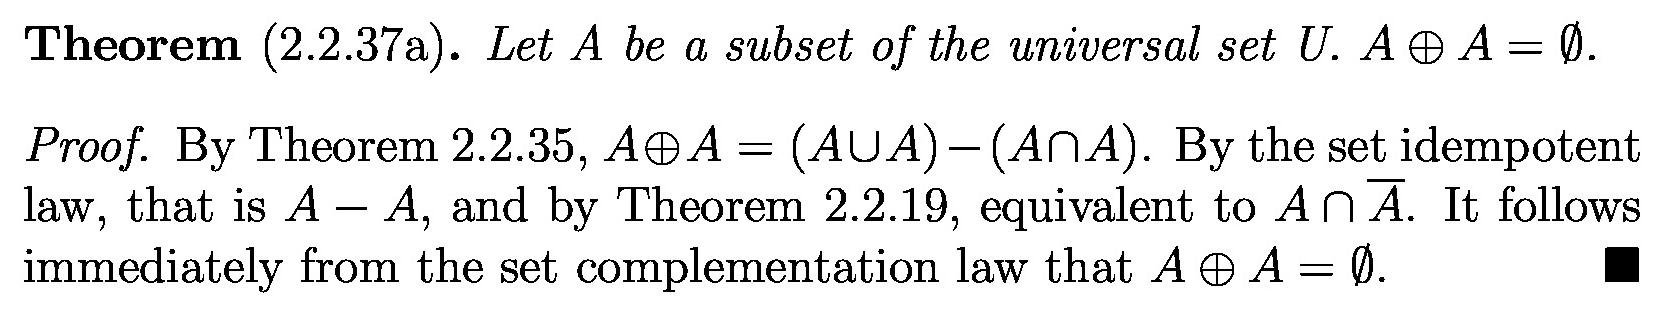 Theorem (2.2.37a). Let A be a subset of the universal set U. A ⊕ A = ∅.
Proof. By Theorem 2.2.35, A⊕A = (A∪A)−(A∩A). By the set idempotent
law, that is A − A, and by Theorem 2.2.19, equivalent to A ∩ A̅. It follows
immediately from the set complementation law that A ⊕ A = ∅. ■